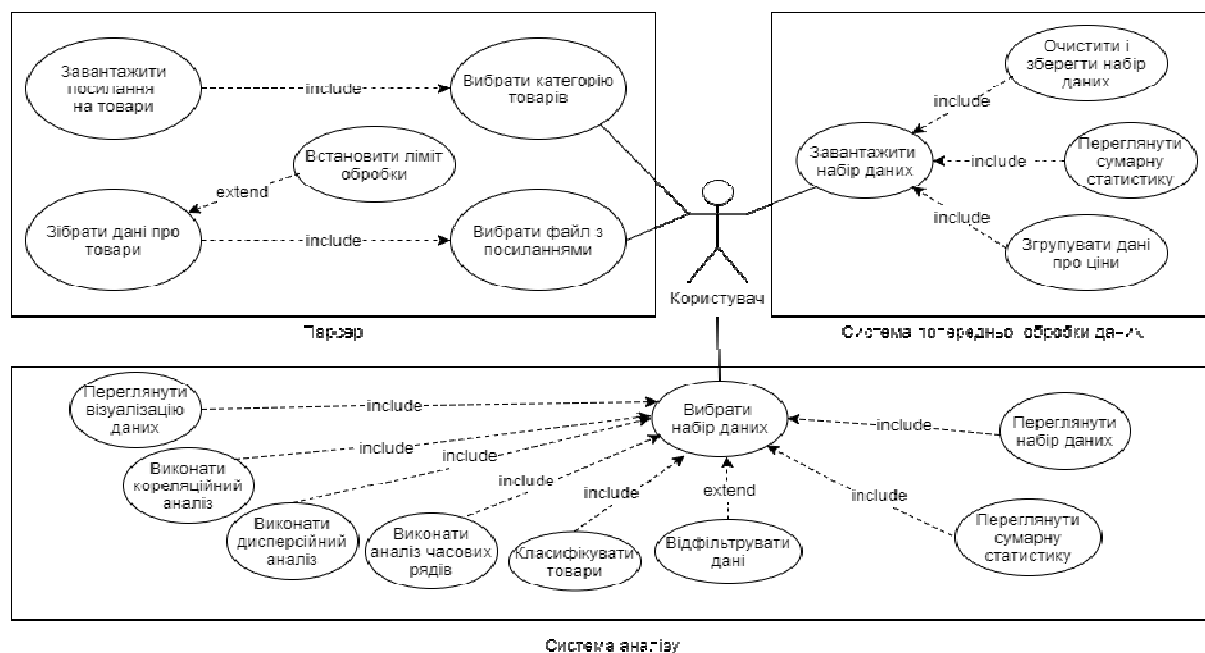 Завантажити
посилання
на товари
include
Вибрати категорію
товарів
Встановити ліміт
обробки
extend
Зібрати дані про
товари
include
Вибрати файл з
посиланнями
Парсер
Користувач
Очистити і
зберегти набір
даних
include
Завантажити
набір даних
include
Переглянути
сумарну
статистику
include
Згрупувати дані
про ціни
Система попередньої обробки даних
Переглянути
візуалізацію
даних
include
Вибрати
набір даних
include
Переглянути
набір даних
Виконати
кореляційний
аналіз
include
include
Виконати
дисперсійний
аналіз
include
Виконати
аналіз часових
рядів
include
Класифікувати
товари
extend
Відфільтрувати
дані
include
Переглянути
сумарну
статистику
Система аналізу